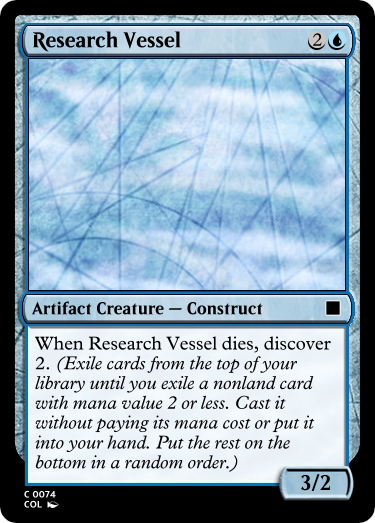 Research Vessel 2
Artifact Creature — Construct
When Research Vessel dies, discover
2. (Exile cards from the top of your
library until you exile a nonland card
with mana value 2 or less. Cast it
without paying its mana cost or put it
into your hand. Put the rest on the
bottom in a random order.)
3/2
C 0074
COL